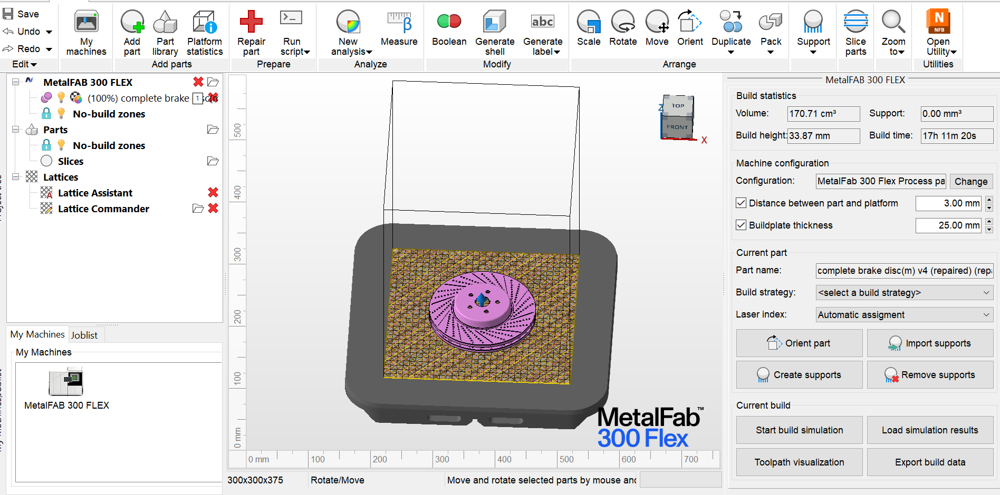 Save
Undo
Redo
Edit
My machines
Add part
Part library
Platform statistics
Add parts
Repair part
Run script
Prepare
New analysis
Measure
Analyze
Boolean
Generate shell
abc
Generate label
Modify
Scale
Rotate
Move
Orient
Duplicate
Pack
Arrange
Support
Slice parts
Zoom to
N
NFB
Open Utility
Utilities
MetalFAB 300 FLEX
(100%) complete brake
1
No-build zones
Parts
No-build zones
Slices
Lattices
A
Lattice Assistant
Lattice Commander
My Machines
Joblist
My Machines
MetalFAB 300 FLEX
500
400
300
200
100
0 mm
TOP
FRONT
Z
X
MetalFab™
300 Flex
0 mm
100
200
300
400
500
600
700
300x300x375
Rotate/Move
Move and rotate selected parts by mouse and
MetalFAB 300 FLEX
Build statistics
Volume: 170.71 cm³ Support: 0.00 mm³
Build height: 33.87 mm Build time: 17h 11m 20s
Machine configuration
Configuration: MetalFab 300 Flex Process pa Change
Distance between part and platform 3.00 mm
Buildplate thickness 25.00 mm
Current part
Part name: complete brake disc(m) v4 (repaired) (repa
Build strategy: <select a build strategy>
Laser index: Automatic assigment
Orient part
Import supports
Create supports
Remove supports
Current build
Start build simulation
Load simulation results
Toolpath visualization
Export build data